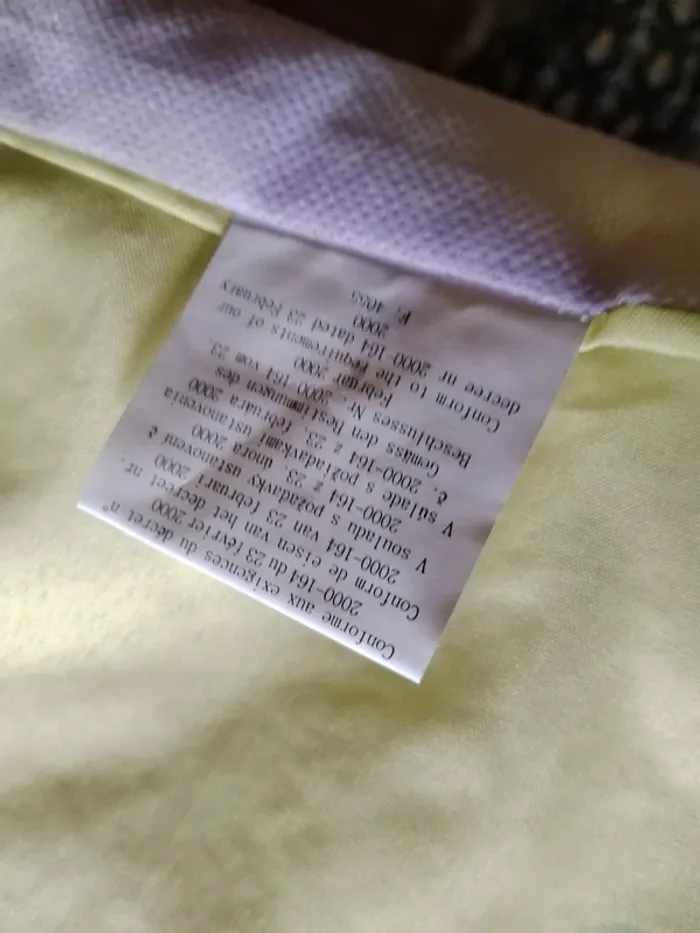 Conforme aux exigences du décret n°
2000-164 du 23 février 2000
Conform de eisen van het decreet nr.
2000-164 van 23 februari 2000
V souladu s požadavky ustanovení č
2000-164 z 23. února 2000
V súlade s požiadavkami ustanovenia
č. 2000-164 z 23. februára 2000
Gemäss den Bestimmungen des
Beschlusses Nr. 2000-164 vom 23.
Februar 2000
Conform to the requirements of our
decree nr 2000-164 dated 23 February
2000
F. 4055